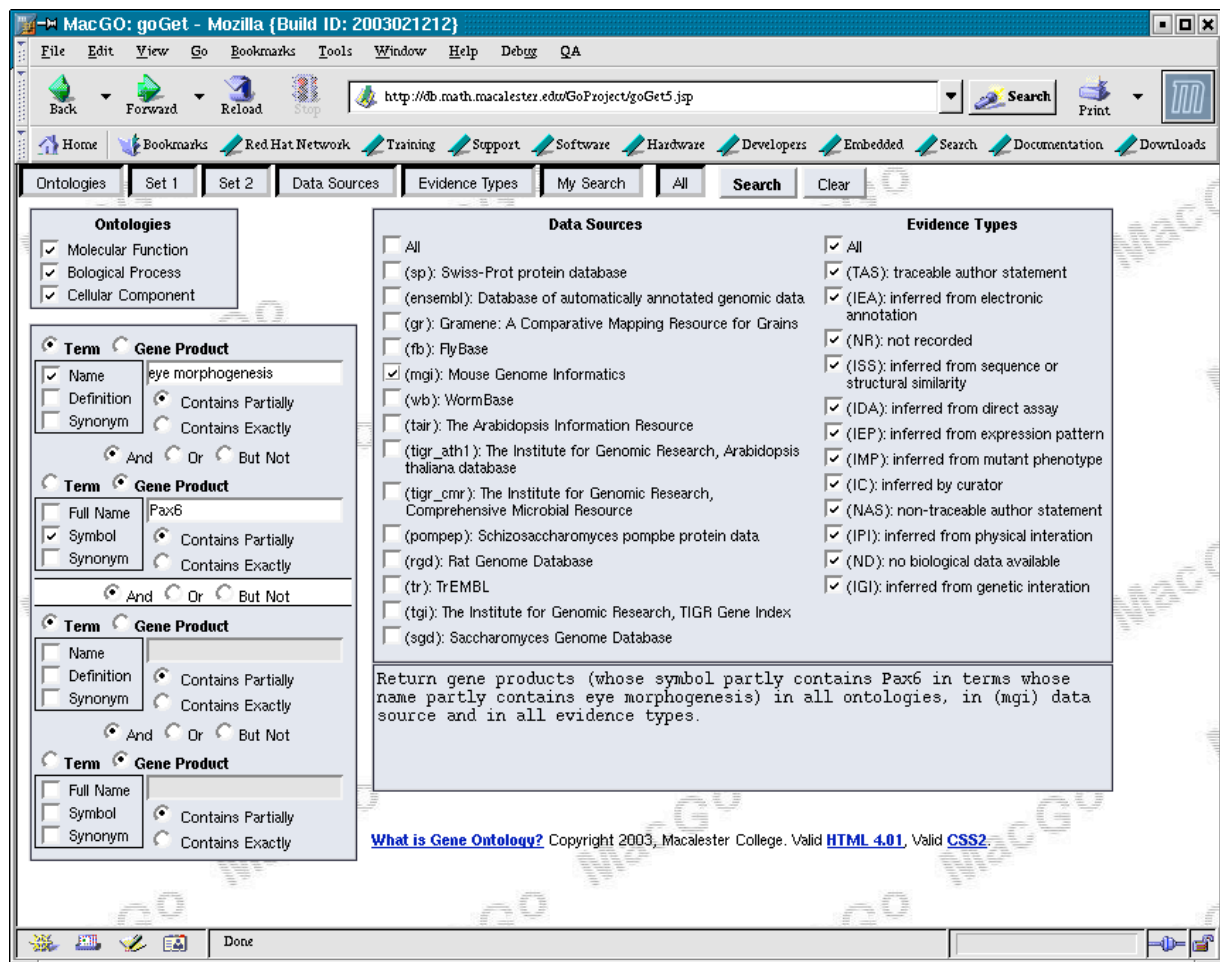 MacGO: goGet - Mozilla {Build ID: 2003021212}
File Edit View Go Bookmarks Tools Window Help Debug QA
Back Forward Reload Stop http://db.math.macalester.edu/GoProject/goGet5.jsp Search Print
Home Bookmarks Red Hat Network Training Support Software Hardware Developers Embedded Search Documentation Downloads
Ontologies Set 1 Set 2 Data Sources Evidence Types My Search All Search Clear
Ontologies
Molecular Function
Biological Process
Cellular Component
Term Gene Product
Name eye morphogenesis
Definition Contains Partially
Synonym Contains Exactly
And Or But Not
Term Gene Product
Full Name Pax6
Symbol Contains Partially
Synonym Contains Exactly
And Or But Not
Term Gene Product
Name
Definition Contains Partially
Synonym Contains Exactly
And Or But Not
Term Gene Product
Full Name
Symbol Contains Partially
Synonym Contains Exactly
Data Sources
All
(sp): Swiss-Prot protein database
(ensembl): Database of automatically annotated genomic data
(gr): Gramene: A Comparative Mapping Resource for Grains
(fb): FlyBase
(mgi): Mouse Genome Informatics
(wb): WormBase
(tair): The Arabidopsis Information Resource
(tigr_ath1): The Institute for Genomic Research, Arabidopsis
thaliana database
(tigr_cmr): The Institute for Genomic Research,
Comprehensive Microbial Resource
(pompep): Schizosaccharomyces pompbe protein data
(rgd): Rat Genome Database
(tr): TrEMBL
(tgi): The Institute for Genomic Research, TIGR Gene Index
(sgd): Saccharomyces Genome Database
Evidence Types
All
(TAS): traceable author statement
(IEA): inferred from electronic
annotation
(NR): not recorded
(ISS): inferred from sequence or
structural similarity
(IDA): inferred from direct assay
(IEP): inferred from expression pattern
(IMP): inferred from mutant phenotype
(IC): inferred by curator
(NAS): non-traceable author statement
(IPI): inferred from physical interation
(ND): no biological data available
(IGI): inferred from genetic interation
Return gene products (whose symbol partly contains Pax6 in terms whose
name partly contains eye morphogenesis) in all ontologies, in (mgi) data
source and in all evidence types.
What is Gene Ontology? Copyright 2003, Macalester College. Valid HTML 4.01, Valid CSS2.
Done